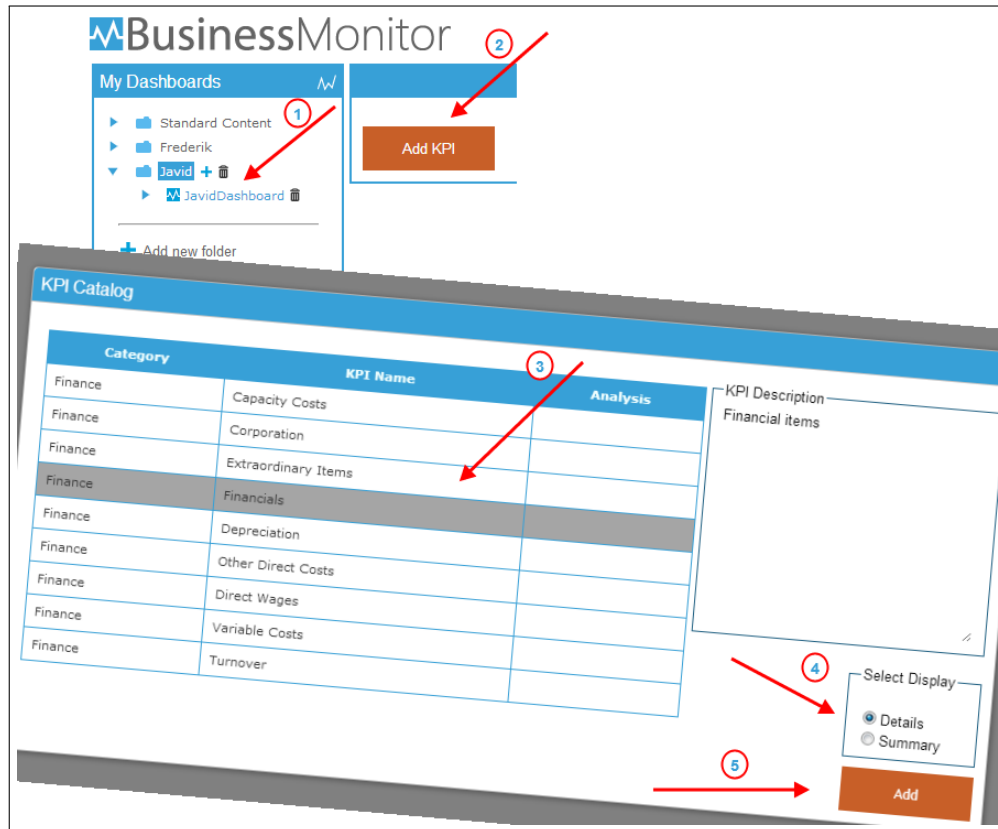 BusinessMonitor
2
My Dashboards
1
Standard Content
Frederik
Javid
JavidDashboard
Add new folder
Add KPI
KPI Catalog
3
Category KPI Name Analysis
Finance Capacity Costs
Finance Corporation
Finance Extraordinary Items
Finance Financials
Finance Depreciation
Finance Other Direct Costs
Finance Direct Wages
Finance Variable Costs
Finance Turnover
KPI Description
Financial items
4
Select Display
Details
Summary
5
Add